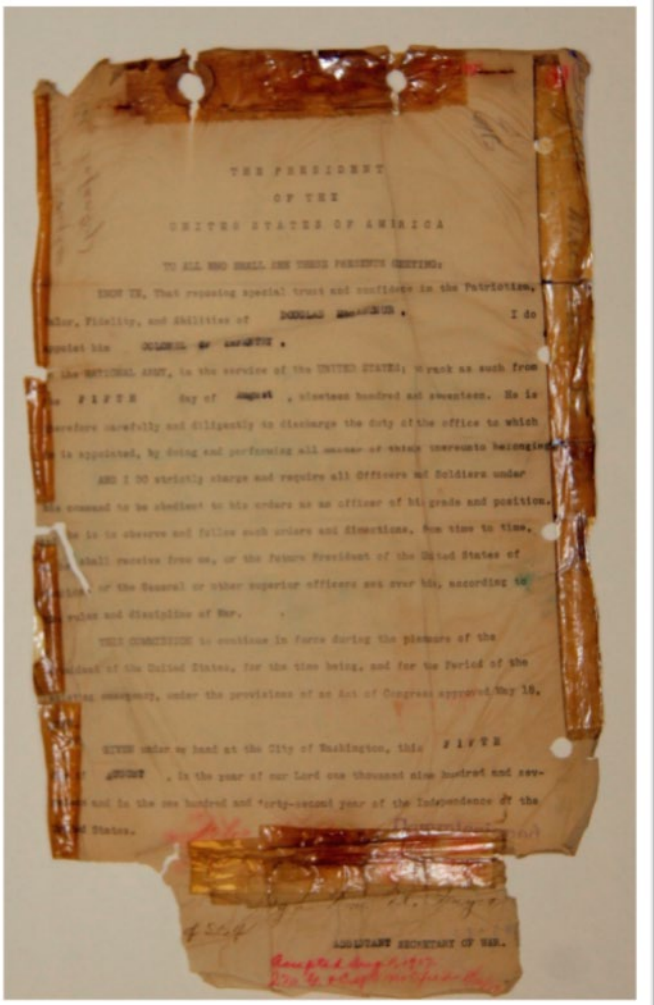 THE PRESIDENT
OF THE
UNITED STATES OF AMERICA
TO ALL WHO SHALL SEE THESE PRESENTS GREETING:
KNOW YE, That reposing special trust and confidence in the Patriotism,
Valor, Fidelity, and Abilities of DOUGLAS MacARTHUR . I do
appoint him COLONEL OF INFANTRY .
the NATIONAL ARMY, in the service of the UNITED STATES; rank as such from
FIFTH day of August , nineteen hundred and seventeen. He is
therefore carefully and diligently to discharge the duty of the office to which
is appointed, by doing and performing all manner of things thereunto belonging
AND I DO strictly charge and require all Officers and Soldiers under
his command to be obedient to his orders as an officer of his grade and position.
he is to observe and follow such orders and directions, from time to time,
shall receive from me, or the future President of the United States of
or the General or other superior officers set over him, according to
rules and discipline of War.
THIS COMMISSION to continue in force during the pleasure of the
President of the United States, for the time being, and for the Period of the
emergency, under the provisions of an Act of Congress approved May 18,
GIVEN under my hand at the City of Washington, this FIFTH
of AUGUST , in the year of our Lord one thousand nine hundred and sev-
and in the one hundred and forty-second year of the Independence of the
United States.
ASSISTANT SECRETARY OF WAR.
Accepted Aug